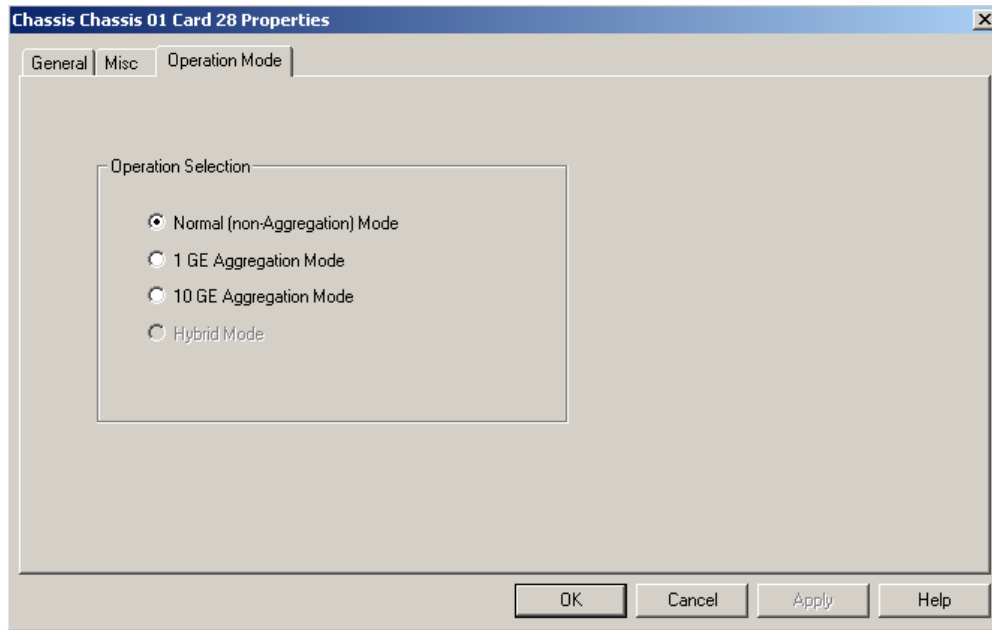 Chassis Chassis 01 Card 28 Properties
General Misc Operation Mode
Operation Selection
Normal (non-Aggregation) Mode
1 GE Aggregation Mode
10 GE Aggregation Mode
Hybrid Mode
OK Cancel Apply Help